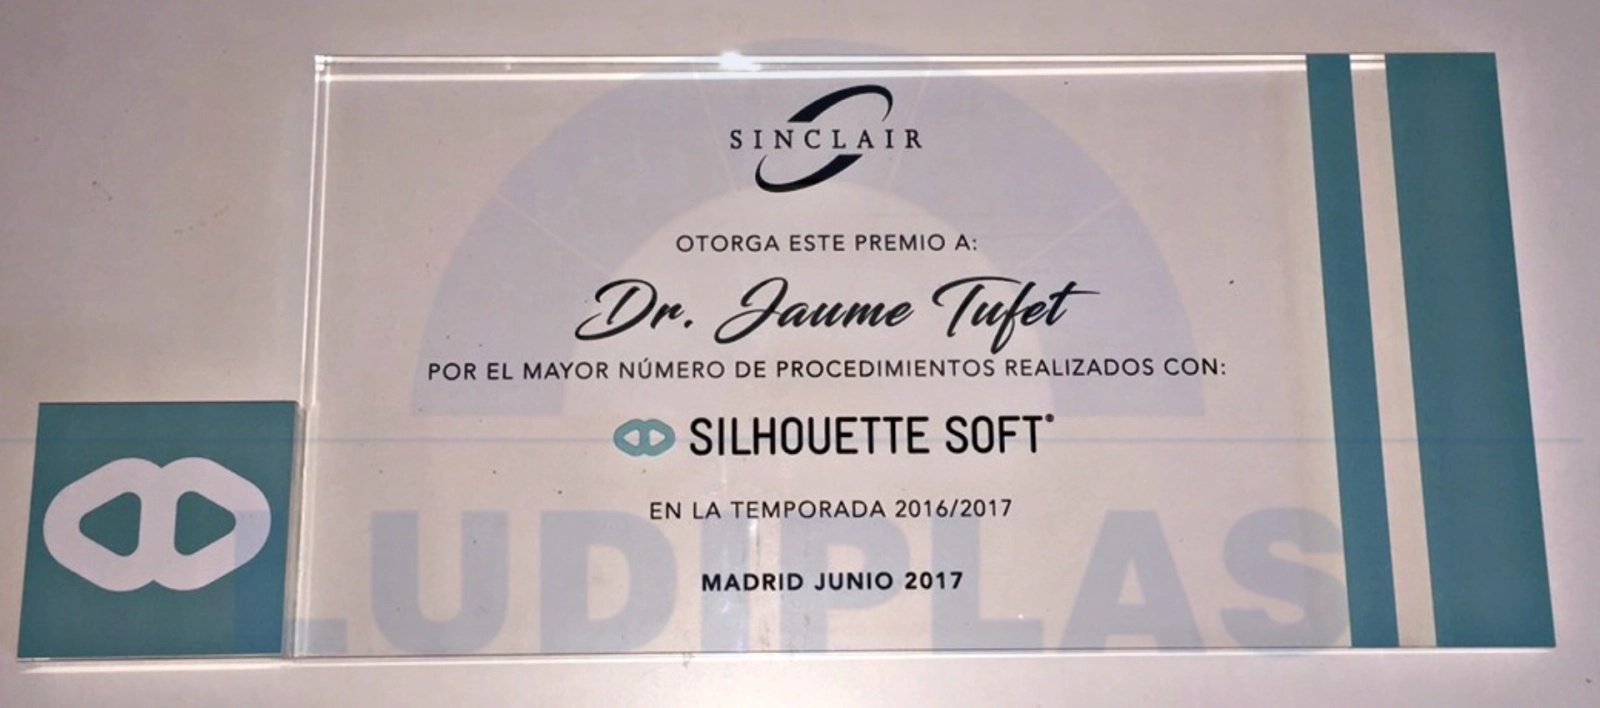 SINCLAIR
OTORGA ESTE PREMIO A:
Dr. Jaume Tufet
POR EL MAYOR NÚMERO DE PROCEDIMIENTOS REALIZADOS CON:
SILHOUETTE SOFT®
EN LA TEMPORADA 2016/2017
MADRID JUNIO 2017
LUDIPLAS